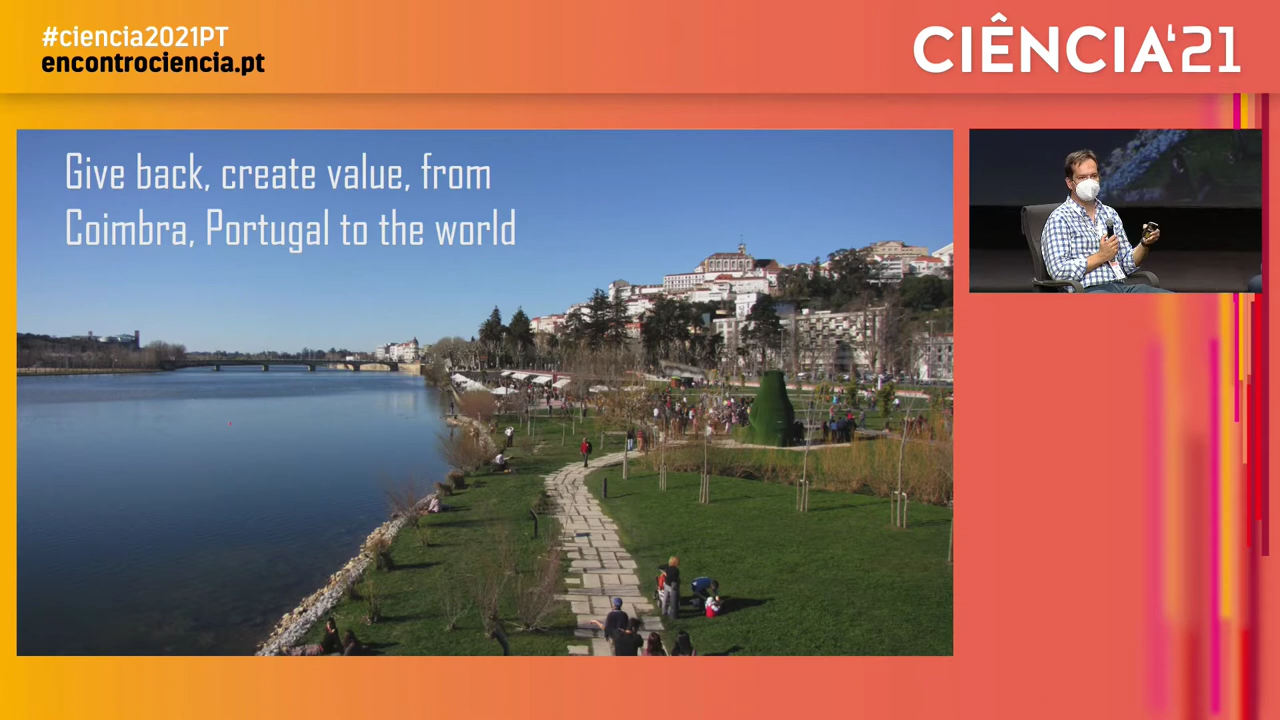 #ciencia2021PT
encontrociencia.pt
CIÊNCIA'21
Give back, create value, from
Coimbra, Portugal to the world